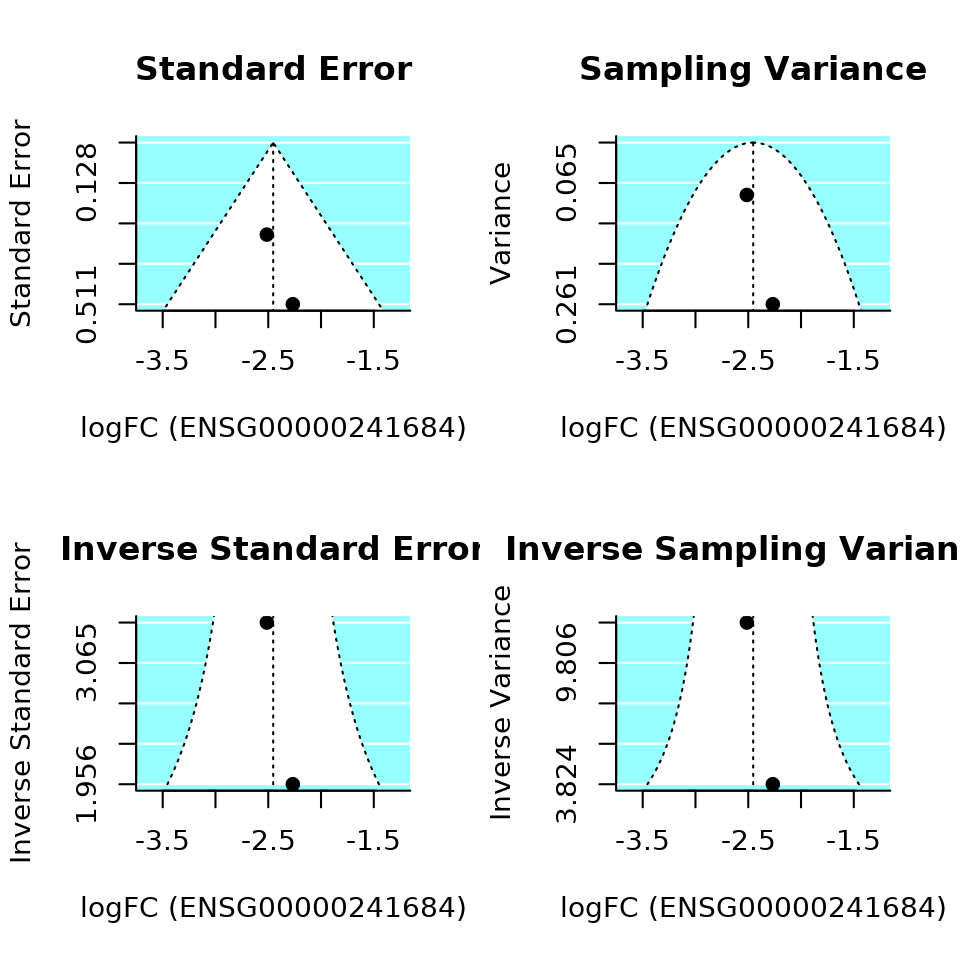 Standard Error
Standard Error
0.128
0.511
-3.5 -2.5 -1.5
logFC (ENSG00000241684)
Sampling Variance
Variance
0.065
0.261
-3.5 -2.5 -1.5
logFC (ENSG00000241684)
Inverse Standard Error
Inverse Standard Error
3.065
1.956
-3.5 -2.5 -1.5
logFC (ENSG00000241684)
Inverse Sampling Varian
Inverse Variance
9.806
3.824
-3.5 -2.5 -1.5
logFC (ENSG00000241684)